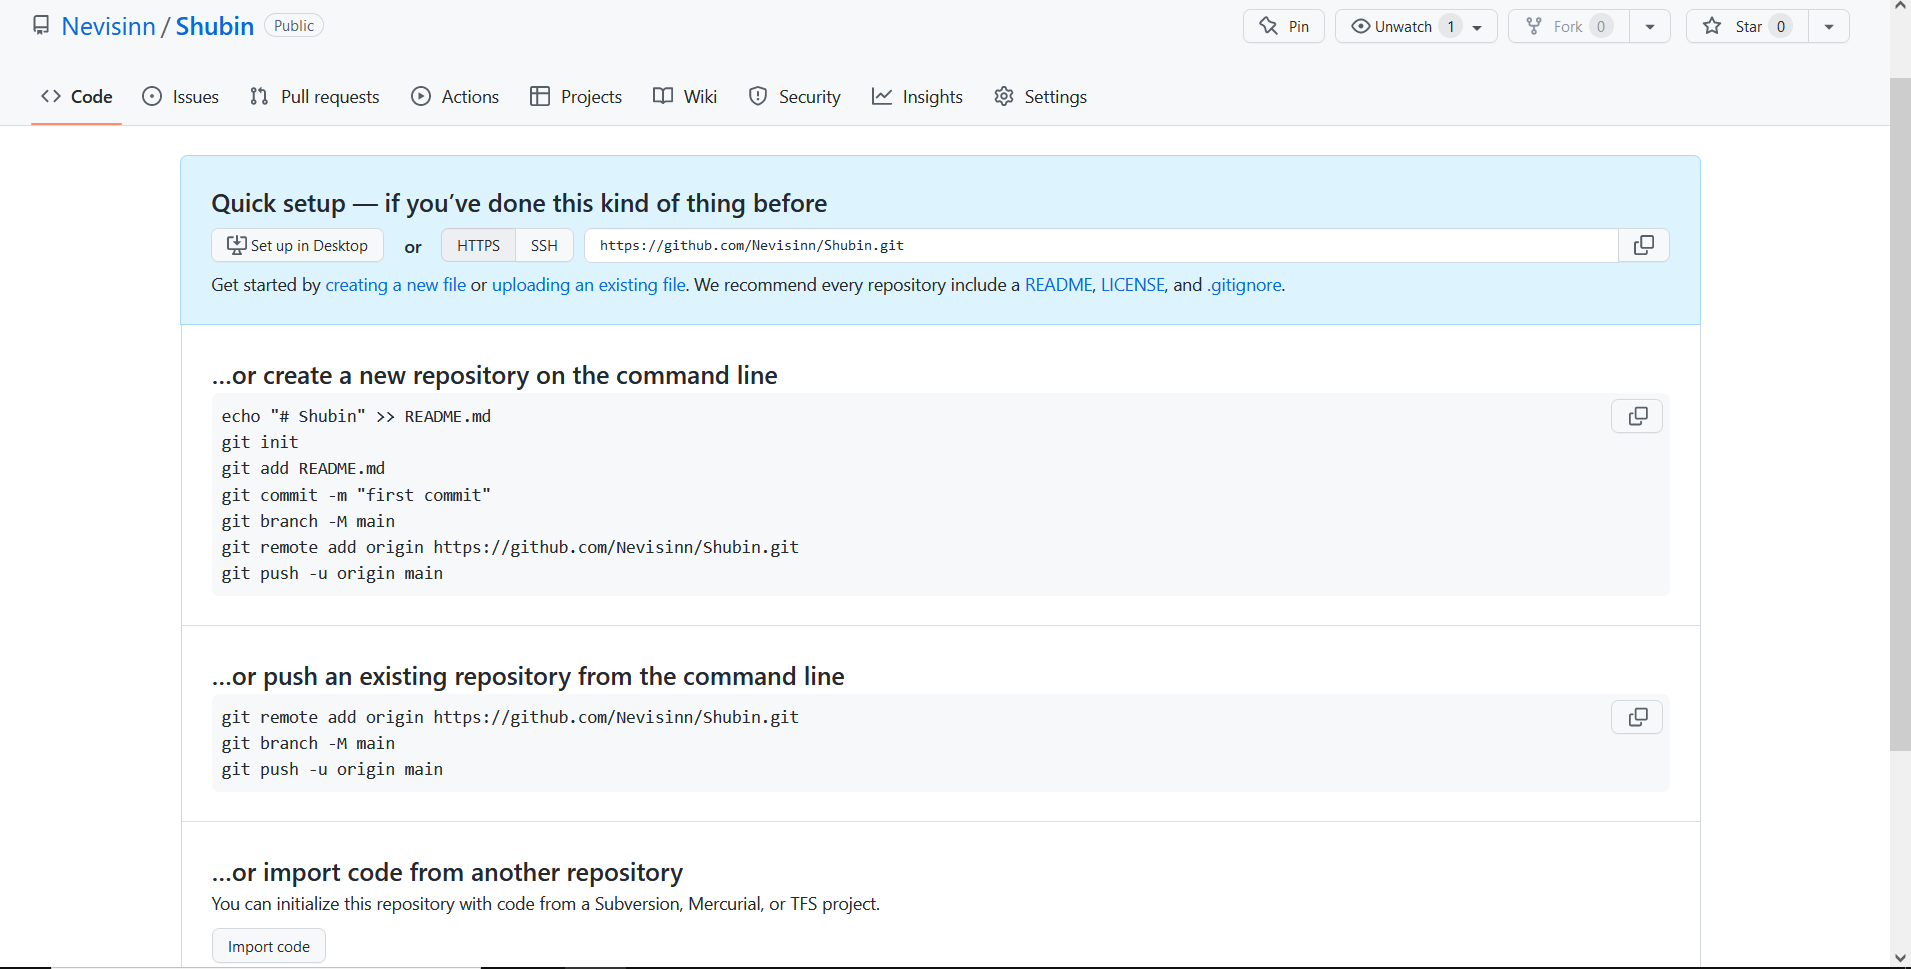 Nevisinn / Shubin Public
Pin
Unwatch 1
Fork 0
Star 0
Code
Issues
Pull requests
Actions
Projects
Wiki
Security
Insights
Settings
Quick setup — if you’ve done this kind of thing before
Set up in Desktop
or
HTTPS
SSH
https://github.com/Nevisinn/Shubin.git
Get started by creating a new file or uploading an existing file. We recommend every repository include a README, LICENSE, and .gitignore.
…or create a new repository on the command line
echo "# Shubin" >> README.md
git init
git add README.md
git commit -m "first commit"
git branch -M main
git remote add origin https://github.com/Nevisinn/Shubin.git
git push -u origin main
…or push an existing repository from the command line
git remote add origin https://github.com/Nevisinn/Shubin.git
git branch -M main
git push -u origin main
…or import code from another repository
You can initialize this repository with code from a Subversion, Mercurial, or TFS project.
Import code